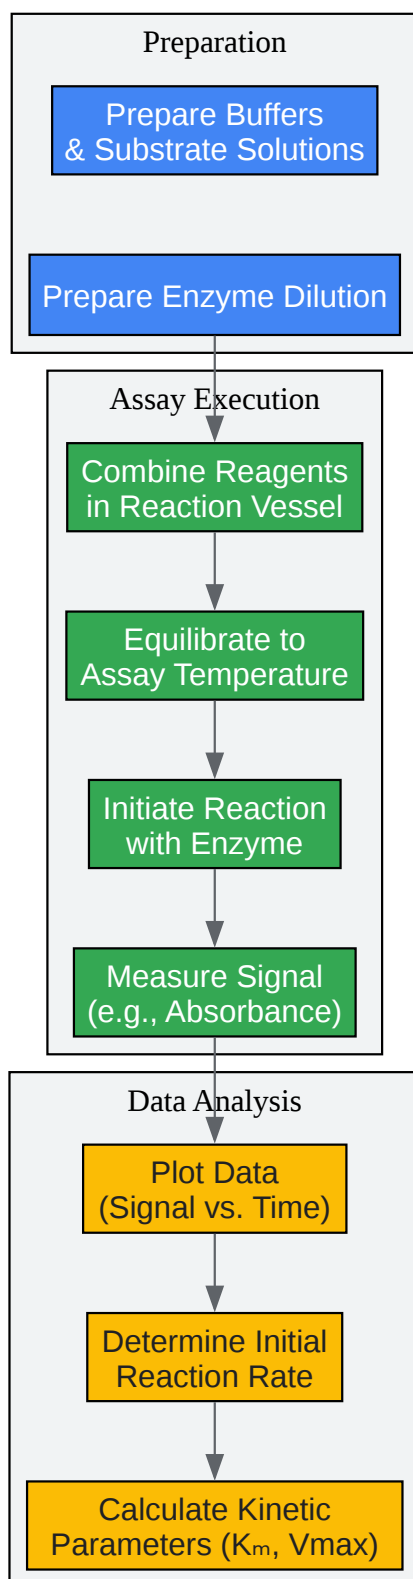 Preparation
Prepare Buffers
& Substrate Solutions
Prepare Enzyme Dilution
Assay Execution
Combine Reagents
in Reaction Vessel
Equilibrate to
Assay Temperature
Initiate Reaction
with Enzyme
Measure Signal
(e.g., Absorbance)
Data Analysis
Plot Data
(Signal vs. Time)
Determine Initial
Reaction Rate
Calculate Kinetic
Parameters (Kₘ, Vmax)